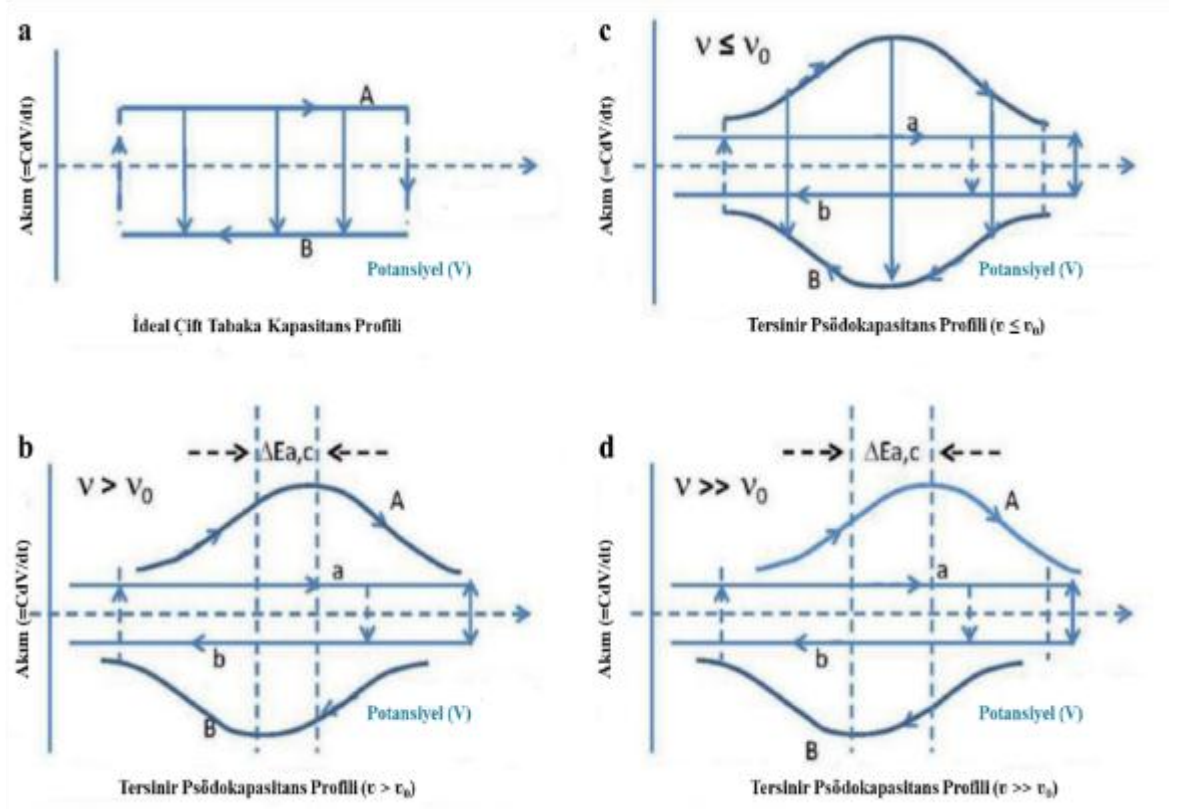 a
Akım (=CdV/dt)
A
B
Potansiyel (V)
İdeal Çift Tabaka Kapasitans Profili
c
ν ≤ ν₀
Akım (=CdV/dt)
a
b
B
Potansiyel (V)
Tersinir Psödokapasitans Profili (υ ≤ υ₀)
b
ΔEa,c
ν > ν₀
A
Akım (=CdV/dt)
a
b
B
Potansiyel (V)
Tersinir Psödokapasitans Profili (υ > υ₀)
d
ΔEa,c
ν >> ν₀
A
Akım (=CdV/dt)
a
b
B
Potansiyel (V)
Tersinir Psödokapasitans Profili (υ >> υ₀)